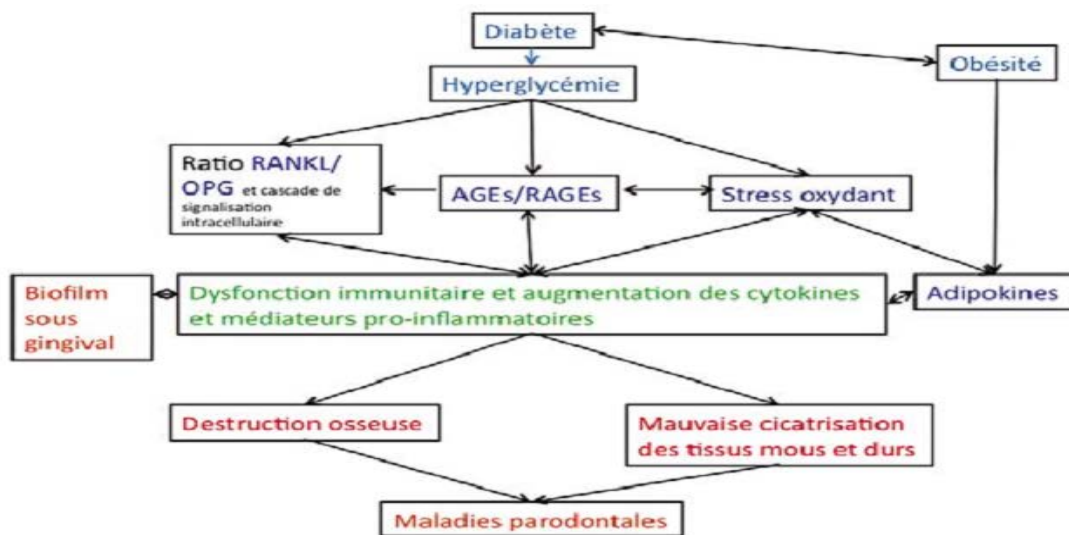 Diabète
Obésité
Hyperglycémie
Ratio RANKL/
OPG et cascade de
signalisation
intracellulaire
AGEs/RAGEs
Stress oxydant
Biofilm
sous
gingival
Dysfonction immunitaire et augmentation des cytokines
et médiateurs pro-inflammatoires
Adipokines
Destruction osseuse
Mauvaise cicatrisation
des tissus mous et durs
Maladies parodontales